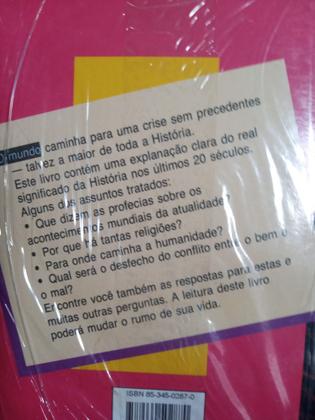 O mundo caminha para uma crise sem precedentes
— talvez a maior de toda a História.
Este livro contém uma explanação clara do real
significado da História nos últimos 20 séculos.
Alguns dos assuntos tratados:
• Que dizem as profecias sobre os
acontecimentos mundiais da atualidade?
• Por que há tantas religiões?
• Para onde caminha a humanidade?
• Qual será o desfecho do conflito entre o bem e
o mal?
Encontre você também as respostas para estas e
muitas outras perguntas. A leitura deste livro
poderá mudar o rumo de sua vida.
ISBN 85-345-0267-0